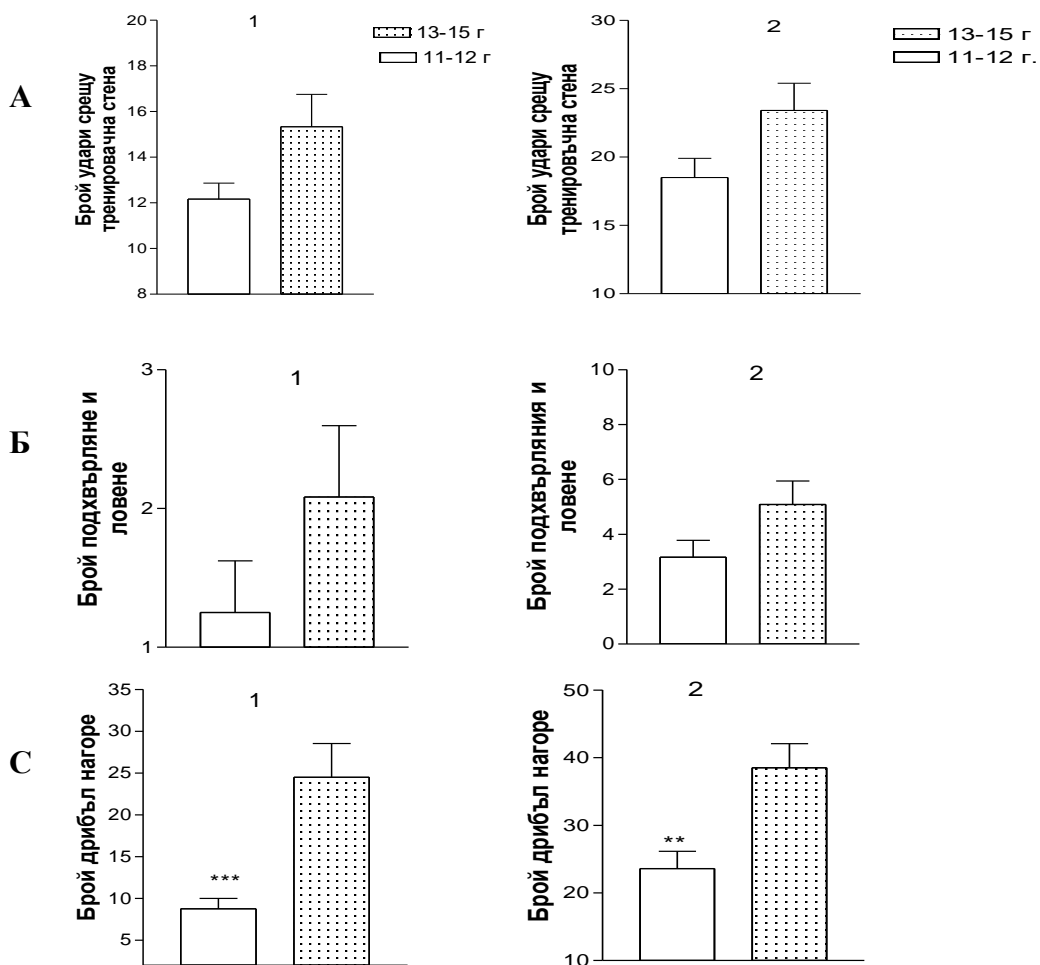 1
20
18
16
14
12
10
8
Брой удари срещу
тренировачна стена
13-15 г
11-12 г
А
2
30
25
20
15
10
Брой удари срещу
тренировъчна стена
13-15 г
11-12 г.
Б
1
3
2
1
Брой подхвърляне и
ловене
2
10
8
6
4
2
0
Брой подхвърляния и
ловене
С
1
35
30
25
20
15
10
5
Брой дрибъл нагоре
***
2
50
40
30
20
10
Брой дрибъл нагоре
**